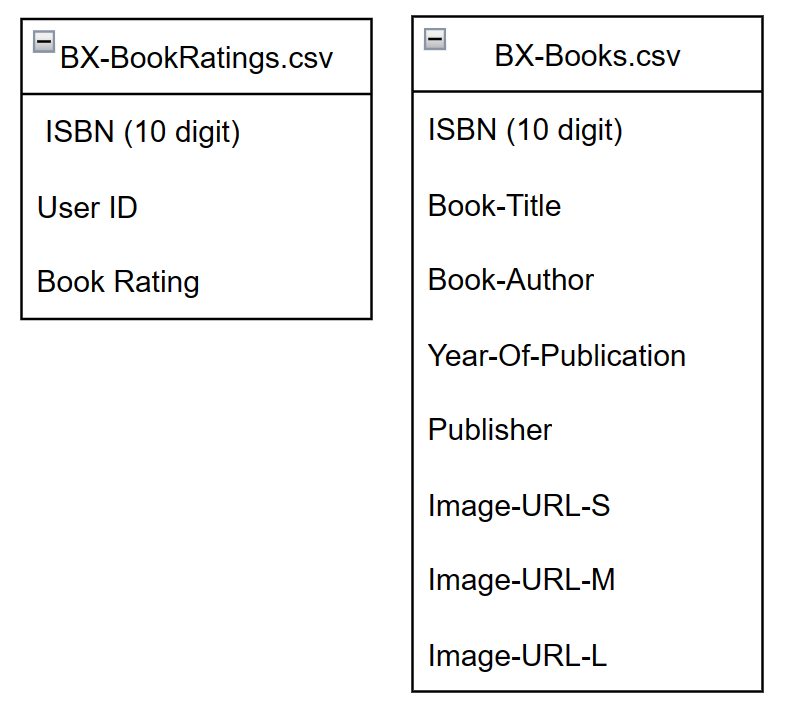 BX-BookRatings.csv
ISBN (10 digit)
User ID
Book Rating
BX-Books.csv
ISBN (10 digit)
Book-Title
Book-Author
Year-Of-Publication
Publisher
Image-URL-S
Image-URL-M
Image-URL-L